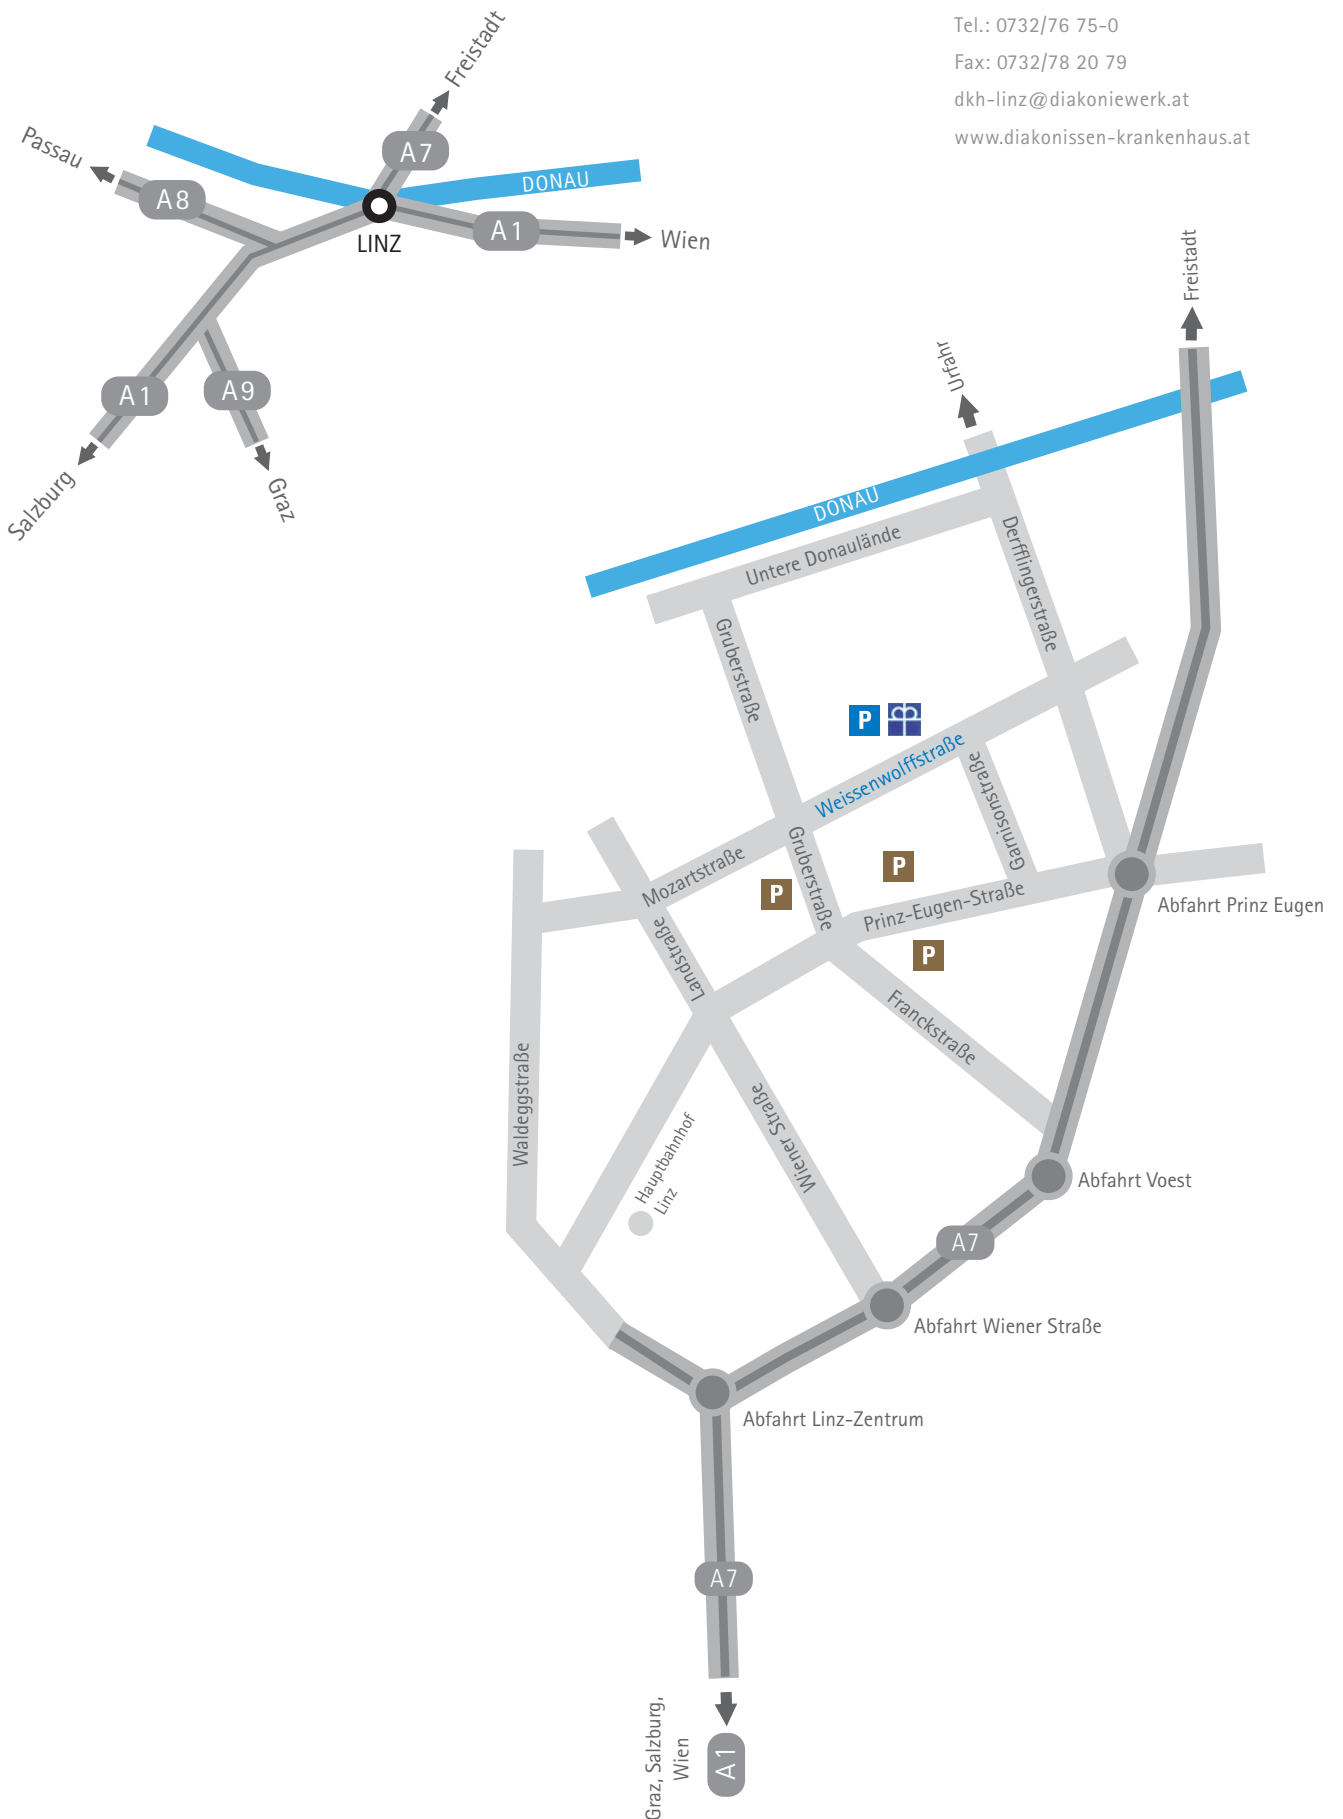 Tel.: 0732/76 75-0
Fax: 0732/78 20 79
dkh-linz@diakoniewerk.at
www.diakonissen-krankenhaus.at
Freistadt
Passau
A7
A8
DONAU
A1
LINZ
Wien
A1
A9
Salzburg
Graz
Freistadt
Urfahr
DONAU
Untere Donaulände
Derfflingerstraße
Gruberstraße
P
Weissenwolffstraße
Garnisonstraße
Mozartstraße
Gruberstraße
P
P
Prinz-Eugen-Straße
Abfahrt Prinz Eugen
Landstraße
P
Franckstraße
Waldeggstraße
Wiener Straße
Hauptbahnhof
Linz
Abfahrt Voest
A7
Abfahrt Wiener Straße
Abfahrt Linz-Zentrum
A7
Graz, Salzburg,
Wien
A1